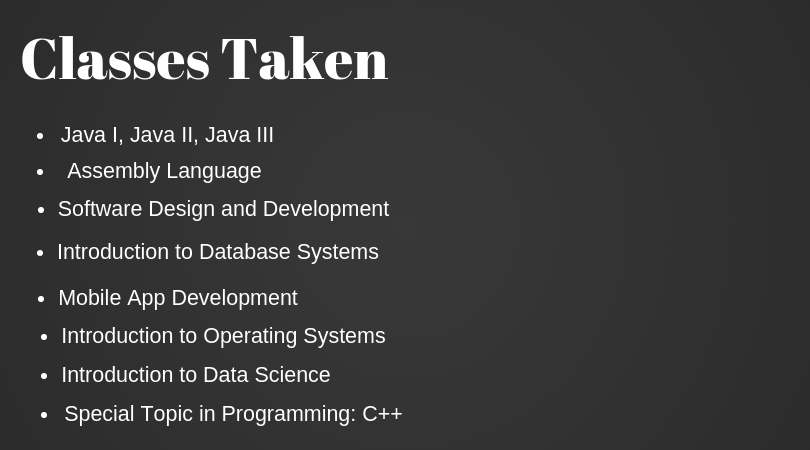 Classes Taken
• Java I, Java II, Java III
• Assembly Language
• Software Design and Development
• Introduction to Database Systems
• Mobile App Development
• Introduction to Operating Systems
• Introduction to Data Science
• Special Topic in Programming: C++